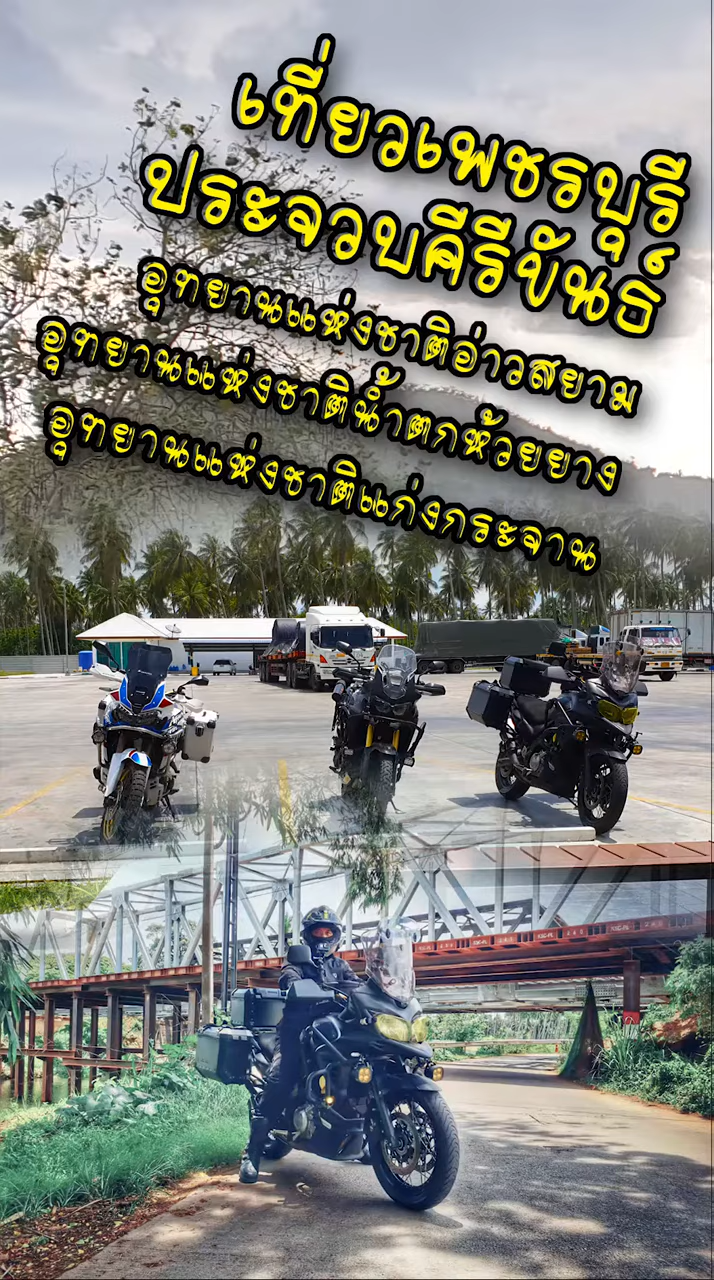 เที่ยวเพชรบุรี
ประจวบคีรีขันธ์
อุทยานแห่งชาติอ่าวสยาม
อุทยานแห่งชาติน้ำตกห้วยยาง
อุทยานแห่งชาติแก่งกระจาน